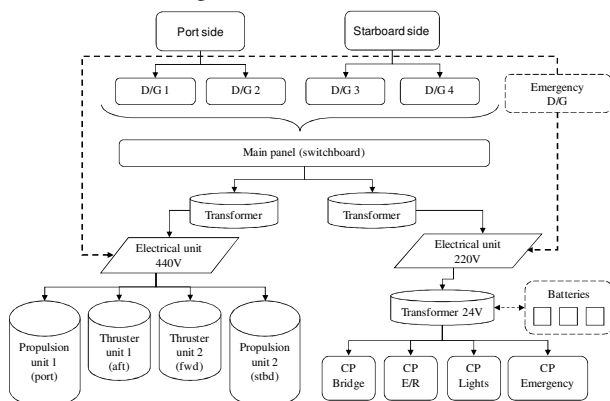 Port side
Starboard side
D/G 1
D/G 2
D/G 3
D/G 4
Emergency
D/G
Main panel (switchboard)
Transformer
Transformer
Electrical unit
440V
Electrical unit
220V
Batteries
Transformer 24V
Propulsion
unit 1
(port)
Thruster
unit 1
(aft)
Thruster
unit 2
(fwd)
Propulsion
unit 2
(stbd)
CP
Bridge
CP
E/R
CP
Lights
CP
Emergency